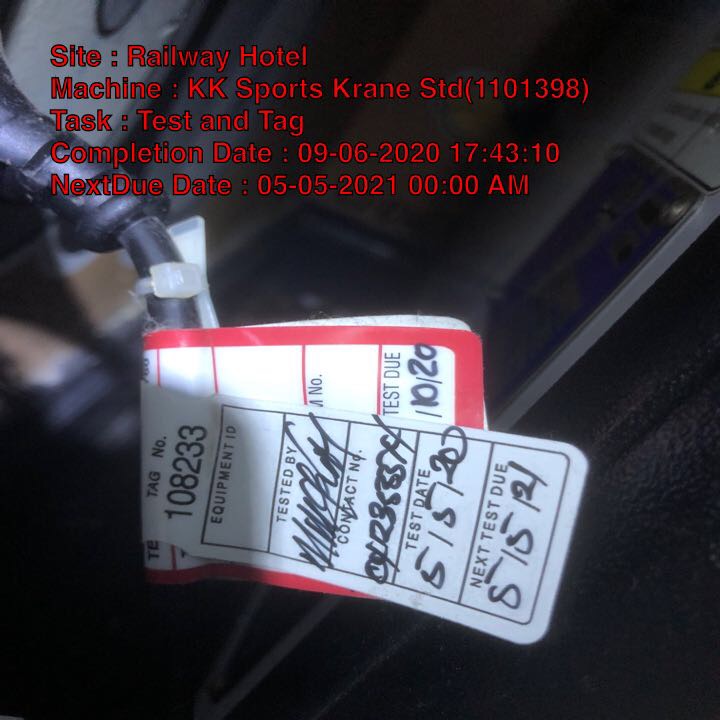 Site : Railway Hotel
Machine : KK Sports Krane Std(1101398)
Task : Test and Tag
Completion Date : 09-06-2020 17:43:10
NextDue Date : 05-05-2021 00:00 AM
M No.
TEST DUE
/10/20
TE
TAG No.
108233
EQUIPMENT ID
TESTED BY
CONTACT No.
TEST DATE
5/5/20
NEXT TEST DUE
5/5/21